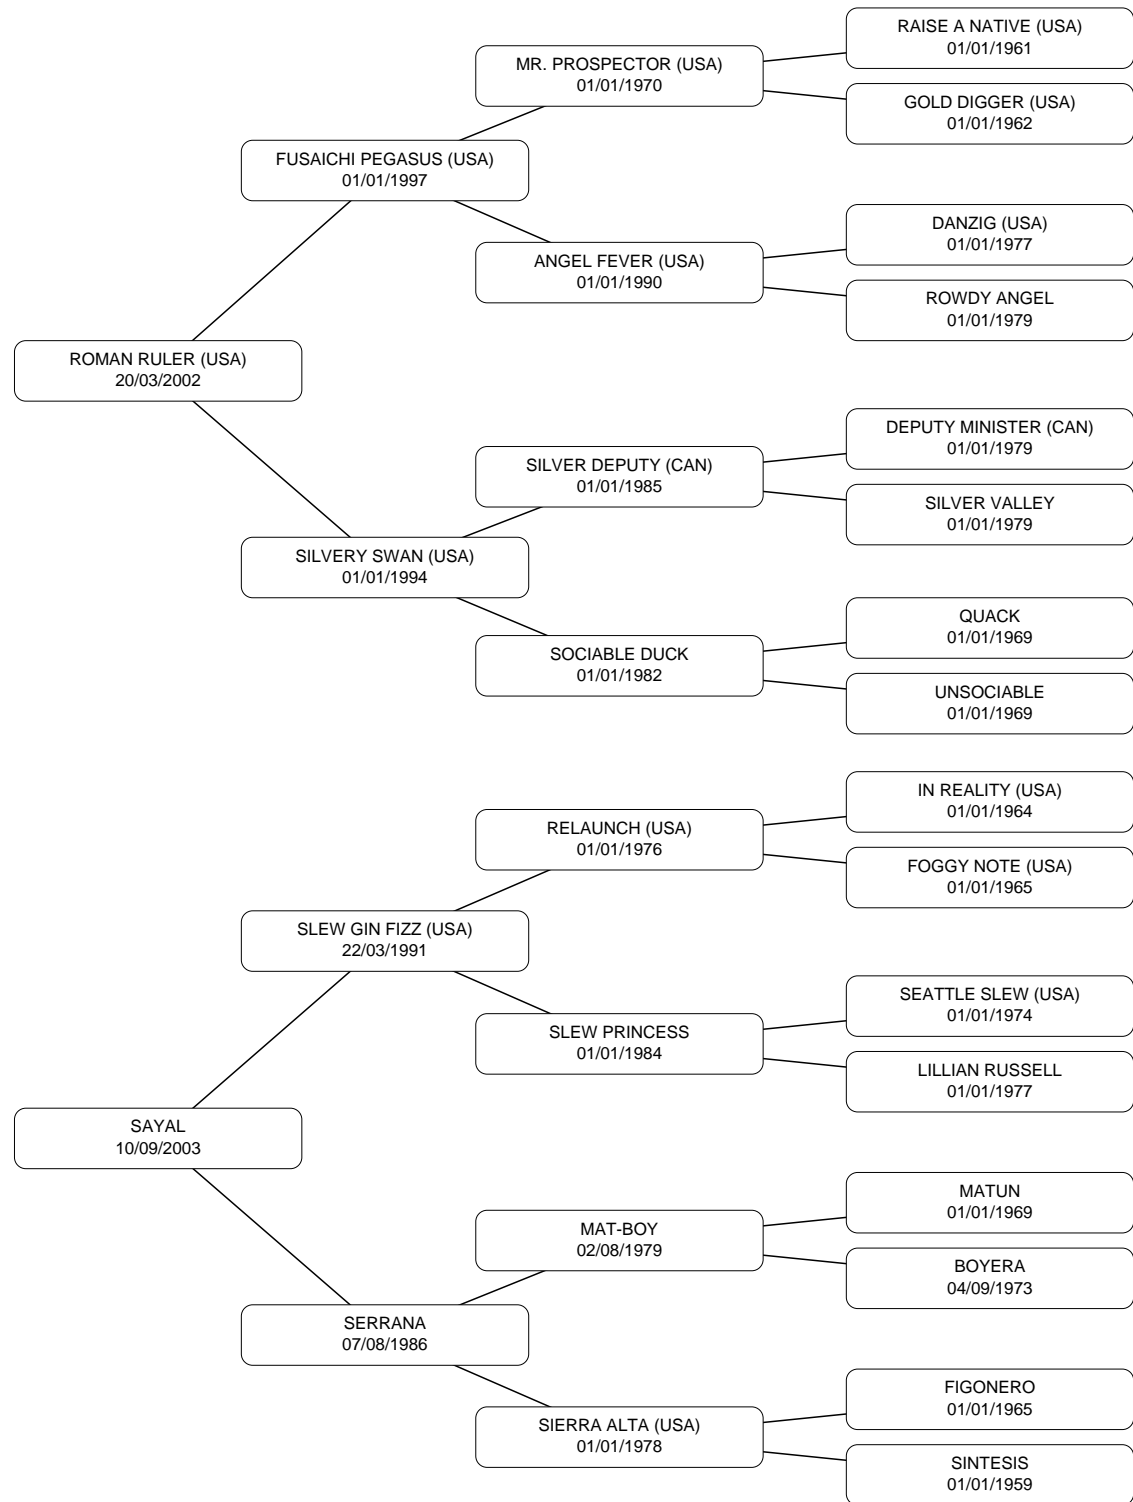 RAISE A NATIVE (USA)
01/01/1961
MR. PROSPECTOR (USA)
01/01/1970
GOLD DIGGER (USA)
01/01/1962
FUSAICHI PEGASUS (USA)
01/01/1997
DANZIG (USA)
01/01/1977
ANGEL FEVER (USA)
01/01/1990
ROWDY ANGEL
01/01/1979
ROMAN RULER (USA)
20/03/2002
DEPUTY MINISTER (CAN)
01/01/1979
SILVER DEPUTY (CAN)
01/01/1985
SILVER VALLEY
01/01/1979
SILVERY SWAN (USA)
01/01/1994
QUACK
01/01/1969
SOCIABLE DUCK
01/01/1982
UNSOCIABLE
01/01/1969
IN REALITY (USA)
01/01/1964
RELAUNCH (USA)
01/01/1976
FOGGY NOTE (USA)
01/01/1965
SLEW GIN FIZZ (USA)
22/03/1991
SEATTLE SLEW (USA)
01/01/1974
SLEW PRINCESS
01/01/1984
LILLIAN RUSSELL
01/01/1977
SAYAL
10/09/2003
MATUN
01/01/1969
MAT-BOY
02/08/1979
BOYERA
04/09/1973
SERRANA
07/08/1986
FIGONERO
01/01/1965
SIERRA ALTA (USA)
01/01/1978
SINTESIS
01/01/1959